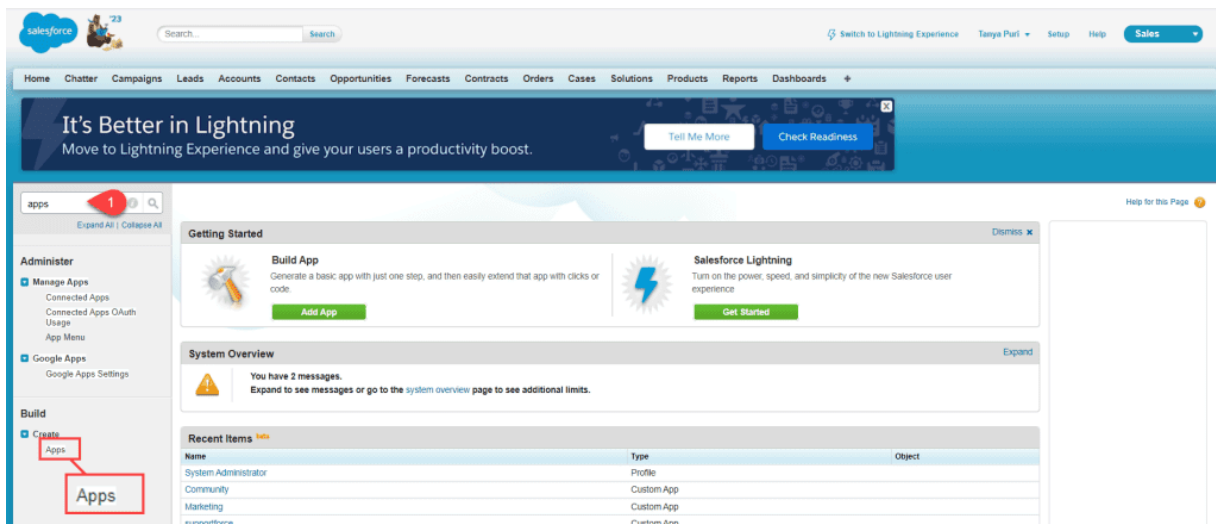 salesforce
'23
Search...
Search
Switch to Lightning Experience
Tanya Puri
Setup
Help
Sales
Home Chatter Campaigns Leads Accounts Contacts Opportunities Forecasts Contracts Orders Cases Solutions Products Reports Dashboards +
It's Better in Lightning
Move to Lightning Experience and give your users a productivity boost.
Tell Me More
Check Readiness
X
apps
1
Expand All | Collapse All
Administer
Manage Apps
Connected Apps
Connected Apps OAuth
Usage
App Menu
Google Apps
Google Apps Settings
Build
Create
Apps
Apps
Help for this Page ?
Getting Started
Dismiss x
Build App
Generate a basic app with just one step, and then easily extend that app with clicks or
code.
Add App
Salesforce Lightning
Turn on the power, speed, and simplicity of the new Salesforce user
experience
Get Started
System Overview
Expand
You have 2 messages.
Expand to see messages or go to the system overview page to see additional limits.
Recent Items beta
Name Type Object
System Administrator Profile
Community Custom App
Marketing Custom App
supportforce Custom App